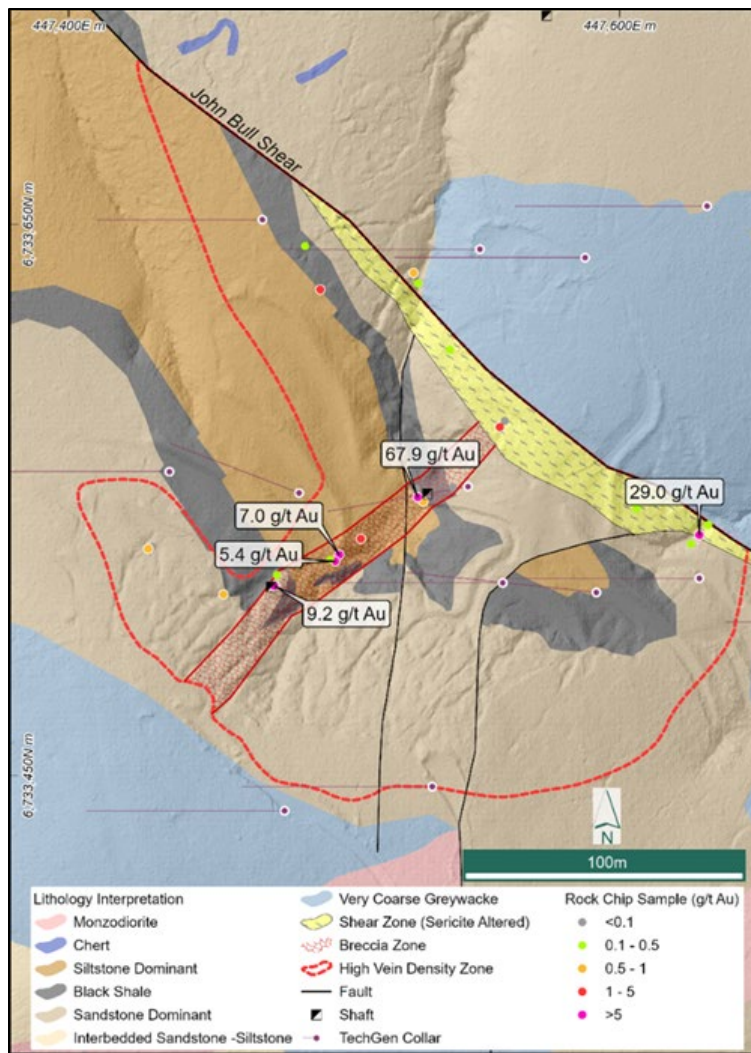 447,400E m
447,600E m
John Bull Shear
6,733,650N m
67.9 g/t Au
29.0 g/t Au
7.0 g/t Au
5.4 g/t Au
9.2 g/t Au
6,733,450N m
N
100m
Lithology Interpretation
Monzodiorite
Chert
Siltstone Dominant
Black Shale
Sandstone Dominant
Interbedded Sandstone -Siltstone
Very Coarse Greywacke
Shear Zone (Sericite Altered)
Breccia Zone
High Vein Density Zone
Fault
Shaft
TechGen Collar
Rock Chip Sample (g/t Au)
<0.1
0.1 - 0.5
0.5 - 1
1 - 5
>5